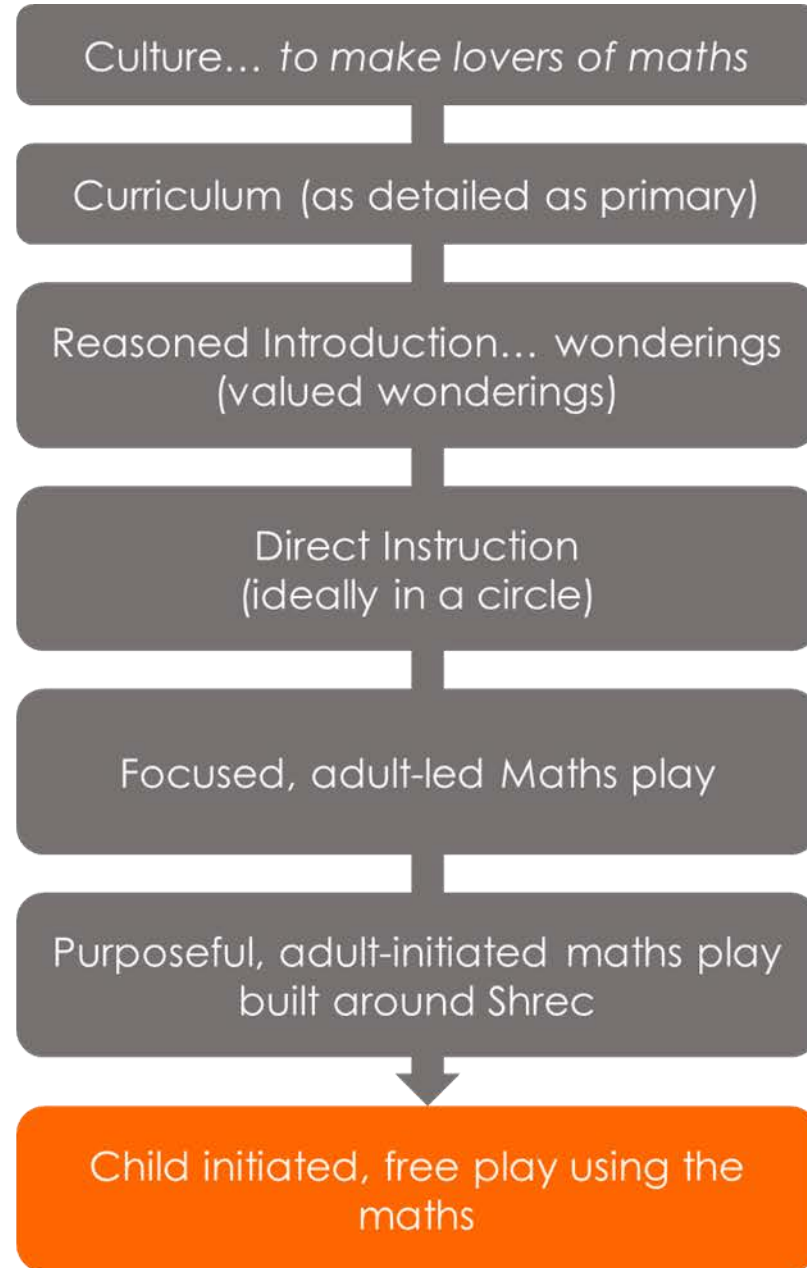 Culture… to make lovers of maths
Curriculum (as detailed as primary)
Reasoned Introduction… wonderings
(valued wonderings)
Direct Instruction
(ideally in a circle)
Focused, adult-led Maths play
Purposeful, adult-initiated maths play
built around Shrec
Child initiated, free play using the
maths